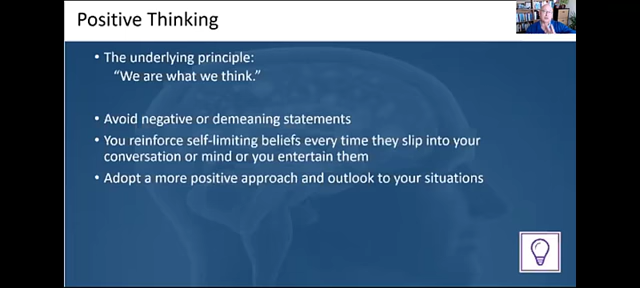 Positive Thinking
• The underlying principle:
“We are what we think.”
• Avoid negative or demeaning statements
• You reinforce self-limiting beliefs every time they slip into your
conversation or mind or you entertain them
• Adopt a more positive approach and outlook to your situations